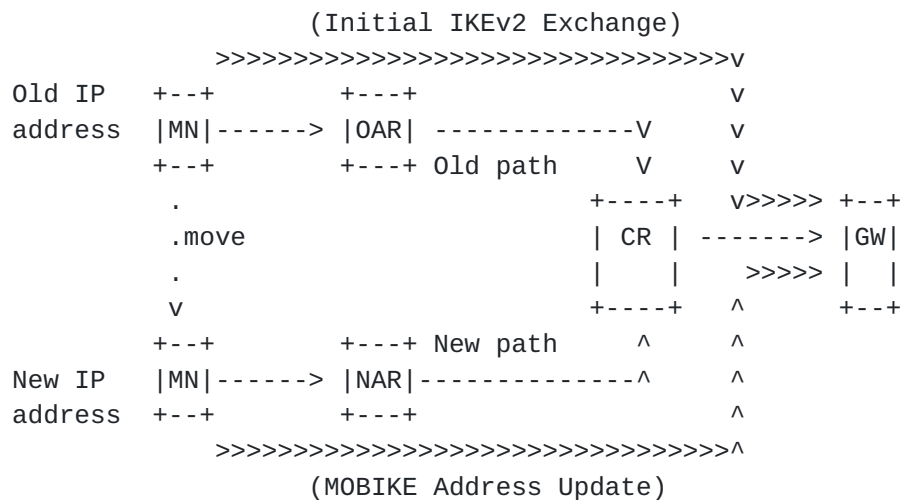 (Initial IKEv2 Exchange)
             >>>>>>>>>>>>>>>>>>>>>>>>>>>>>>>>>v
Old IP   +--+        +---+                    v
address  |MN|------> |OAR| -------------V     v
         +--+        +---+ Old path     V     v
          .                          +----+   v>>>>> +--+
          .move                      | CR | -------> |GW|
          .                          |    |    >>>>> |  |
          v                          +----+   ^      +--+
         +--+        +---+ New path     ^     ^
New IP   |MN|------> |NAR|--------------^     ^
address  +--+        +---+                    ^
             >>>>>>>>>>>>>>>>>>>>>>>>>>>>>>>>>^
                   (MOBIKE Address Update)